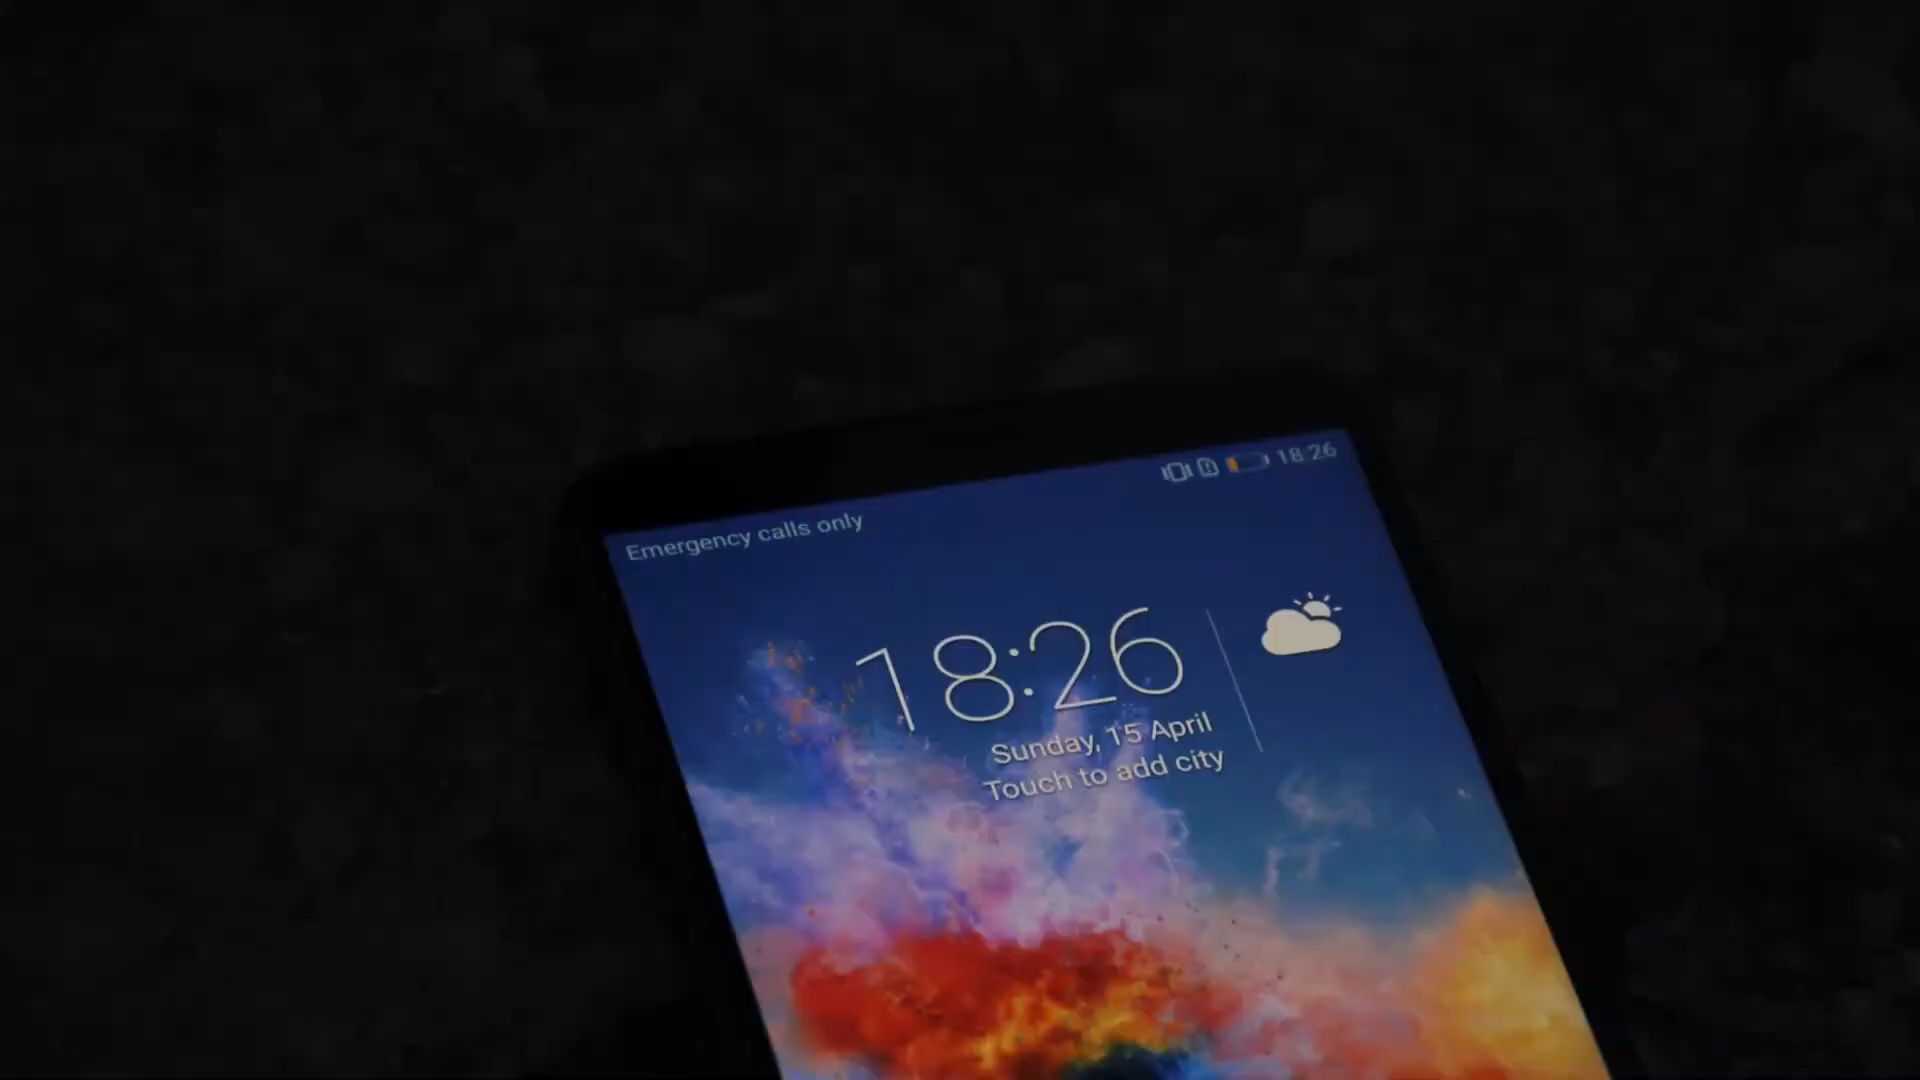 Emergency calls only
18:26
18:26
Sunday, 15 April
Touch to add city